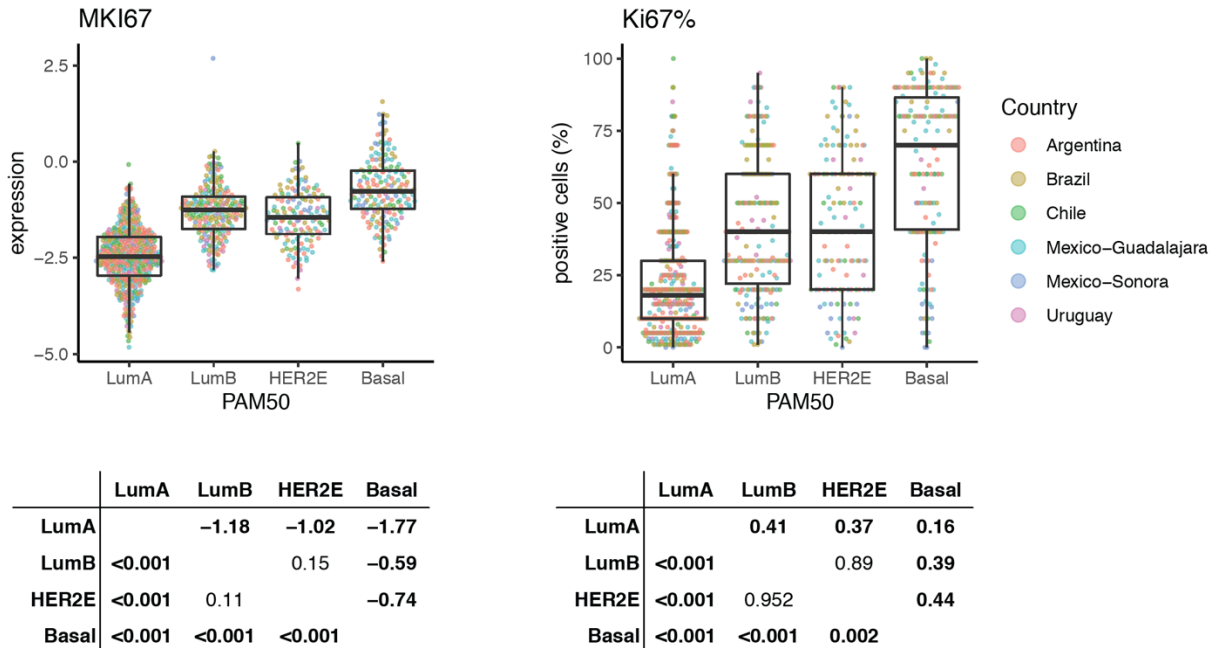 MKI67
expression
2.5
0.0
−2.5
−5.0
LumA LumB HER2E Basal
PAM50
Ki67%
positive cells (%)
100
75
50
25
0
LumA LumB HER2E Basal
PAM50
Country
Argentina
Brazil
Chile
Mexico−Guadalajara
Mexico−Sonora
Uruguay
LumA LumB HER2E Basal
LumA −1.18 −1.02 −1.77
LumB <0.001 0.15 −0.59
HER2E <0.001 0.11 −0.74
Basal <0.001 <0.001 <0.001
LumA LumB HER2E Basal
LumA 0.41 0.37 0.16
LumB <0.001 0.89 0.39
HER2E <0.001 0.952 0.44
Basal <0.001 <0.001 0.002